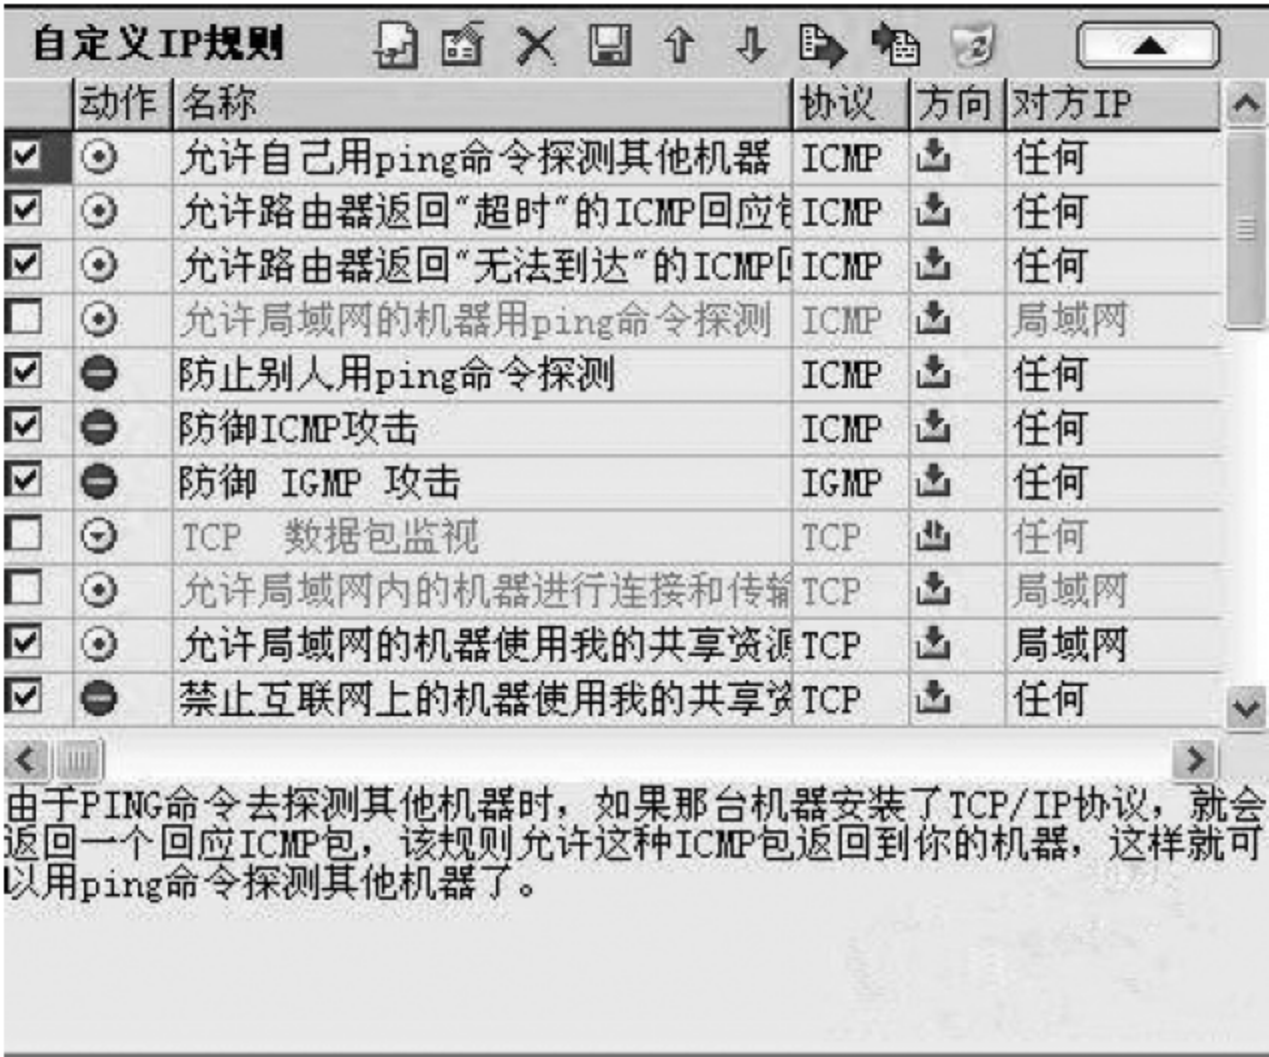 自定义IP规则
动作 名称 协议 方向 对方IP
允许自己用ping命令探测其他机器 ICMP 任何
允许路由器返回"超时"的ICMP回应 ICMP 任何
允许路由器返回"无法到达"的ICMP ICMP 任何
允许局域网的机器用ping命令探测 ICMP 局域网
防止别人用ping命令探测 ICMP 任何
防御ICMP攻击 ICMP 任何
防御 IGMP 攻击 IGMP 任何
TCP 数据包监视 TCP 任何
允许局域网内的机器进行连接和传输 TCP 局域网
允许局域网的机器使用我的共享资源 TCP 局域网
禁止互联网上的机器使用我的共享资 TCP 任何
由于PING命令去探测其他机器时，如果那台机器安装了TCP/IP协议，就会
返回一个回应ICMP包，该规则允许这种ICMP包返回到你的机器，这样就可
以用ping命令探测其他机器了。